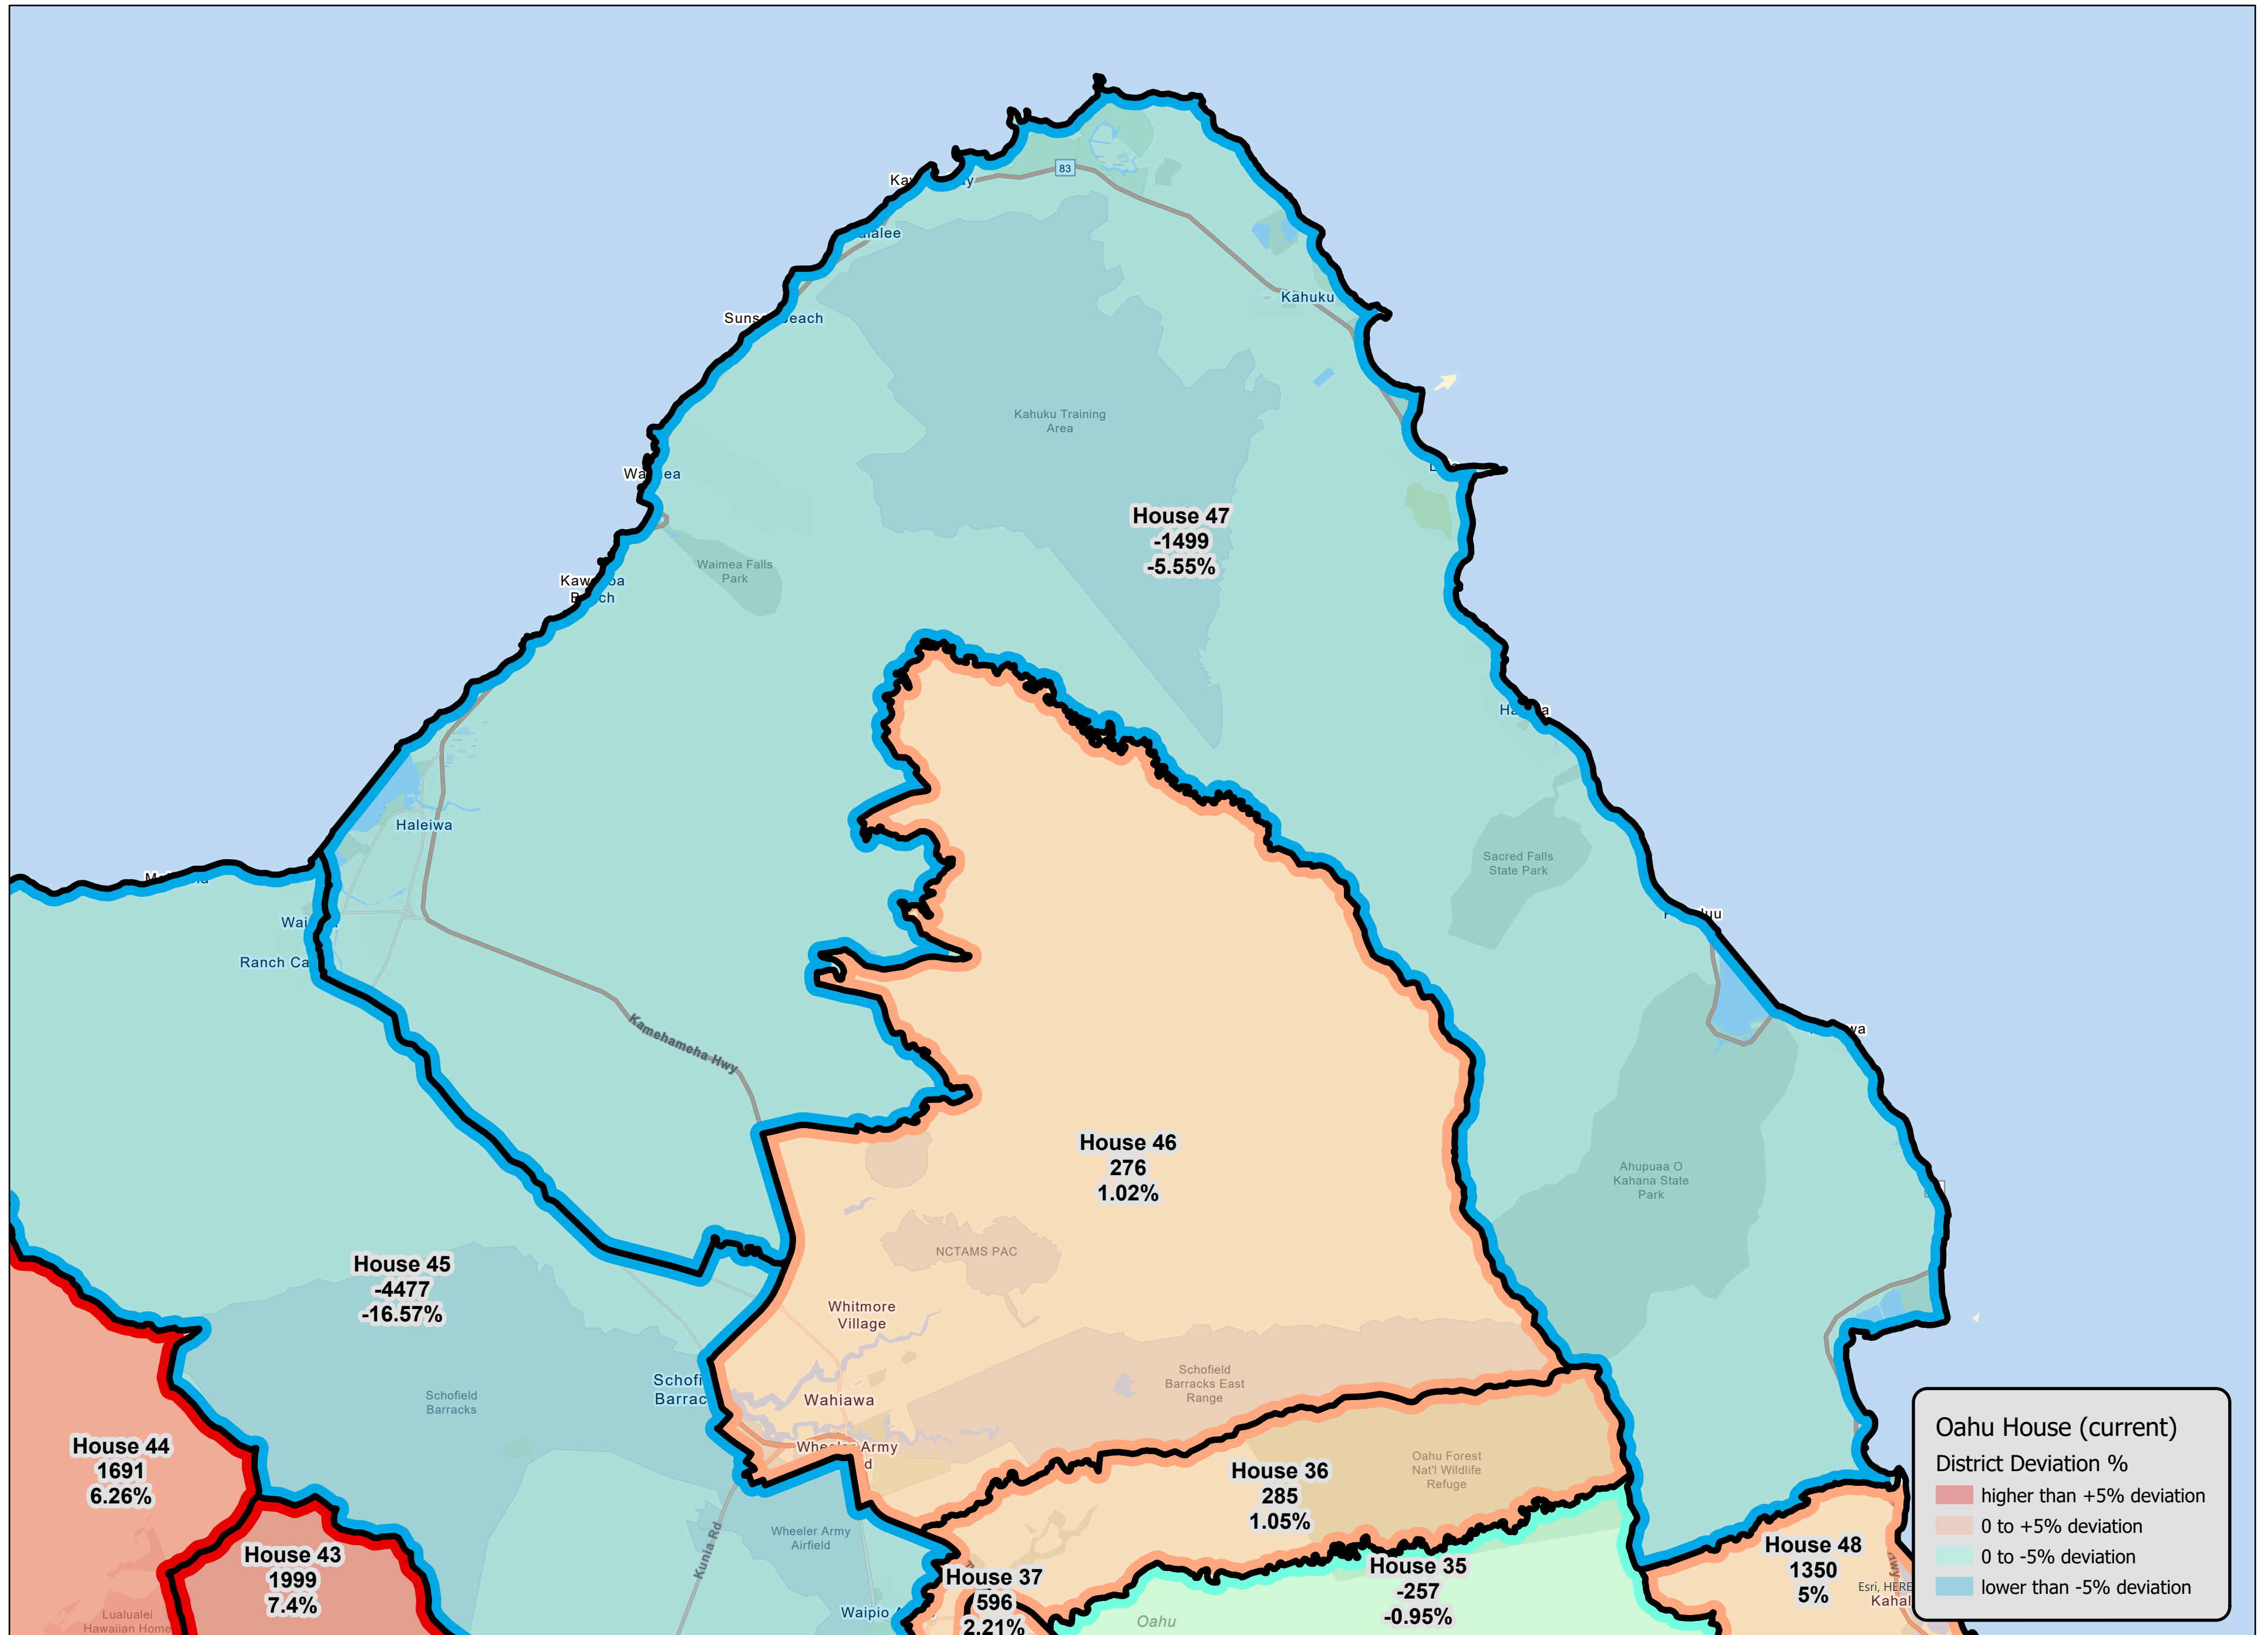 83
Kahuku
Kahuku Training
Area
House 47
-1499
-5.55%
Waimea Falls
Park
Haleiwa
Sacred Falls
State Park
Kamehameha Hwy
House 46
276
1.02%
Ahupuaa O
Kahana State
Park
NCTAMS PAC
House 45
-4477
-16.57%
Whitmore
Village
Schofield
Barracks East
Range
Schofield
Barracks
Wahiawa
House 44
1691
6.26%
House 36
285
1.05%
Oahu Forest
Nat'l Wildlife
Refuge
Wheeler Army
Airfield
Kunia Rd
House 43
1999
7.4%
House 37
596
2.21%
House 35
-257
-0.95%
House 48
1350
5%
Esri, HERE
Lualualei
Hawaiian Home
Waipio
Oahu
Oahu House (current)
District Deviation %
higher than +5% deviation
0 to +5% deviation
0 to -5% deviation
lower than -5% deviation